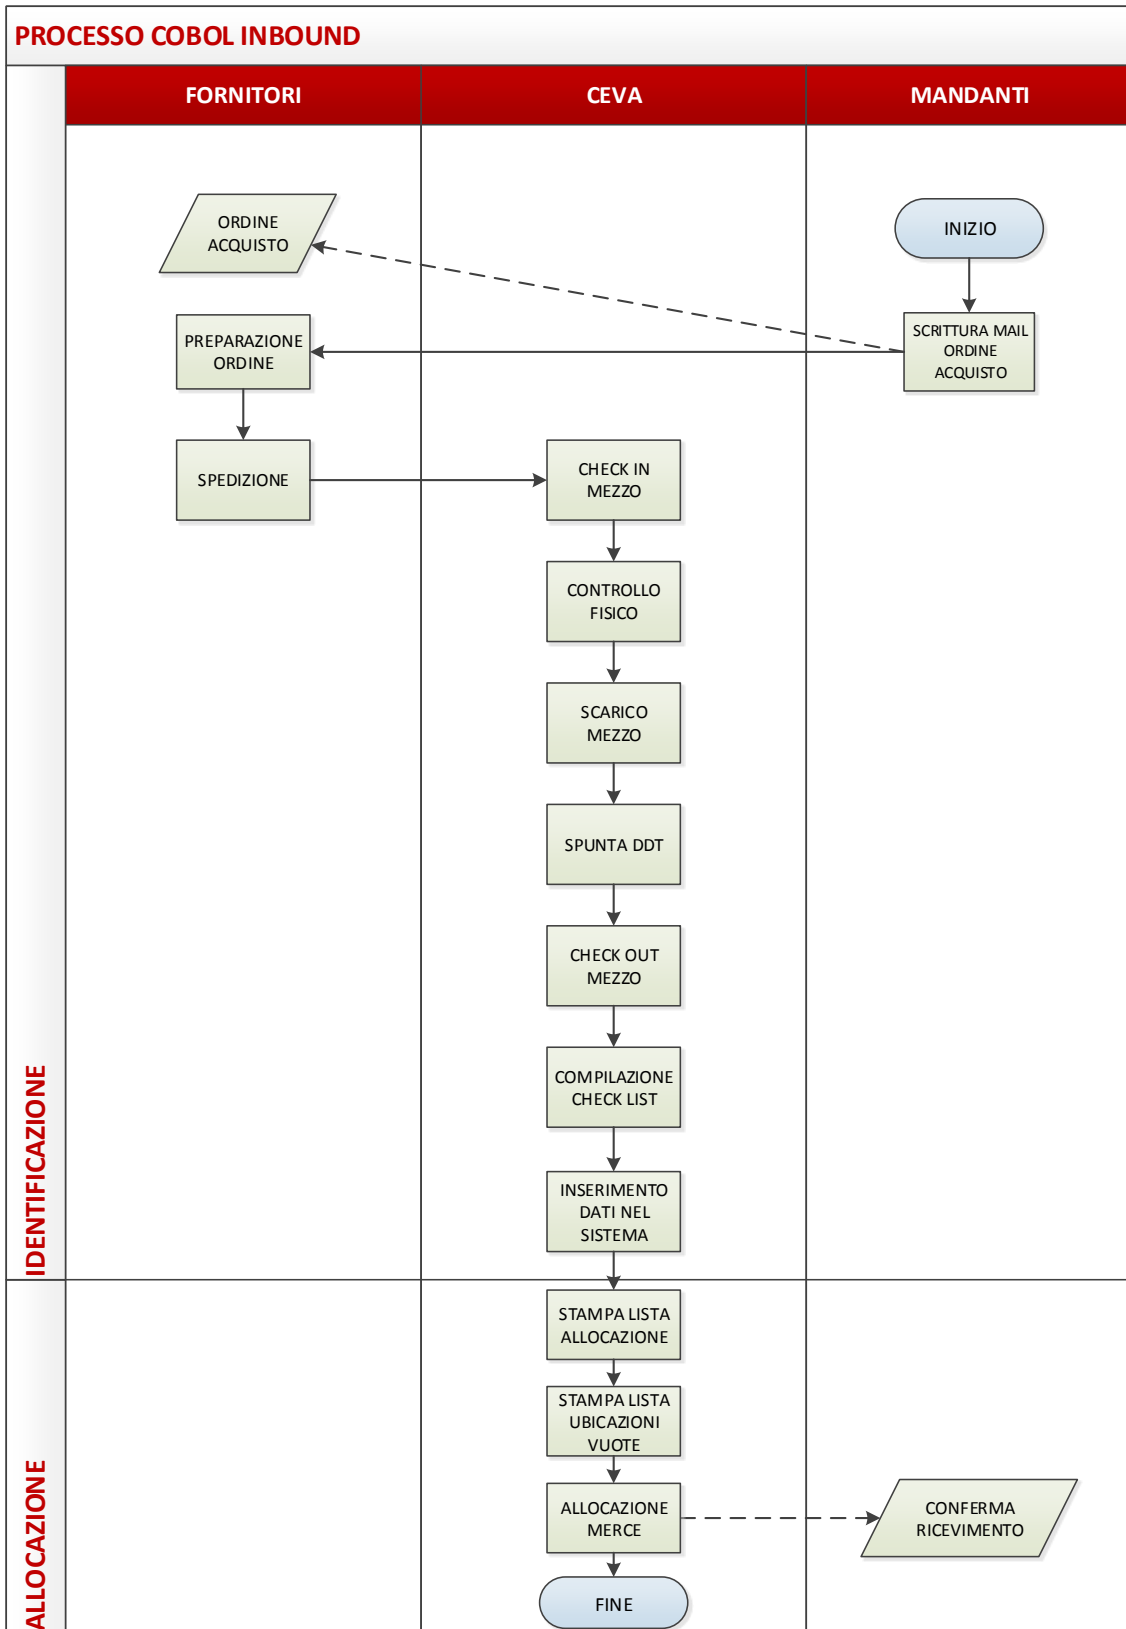 PROCESSO COBOL INBOUND
FORNITORI
CEVA
MANDANTI
ORDINE
ACQUISTO
INIZIO
PREPARAZIONE
ORDINE
SCRITTURA MAIL
ORDINE
ACQUISTO
SPEDIZIONE
CHECK IN
MEZZO
CONTROLLO
FISICO
SCARICO
MEZZO
SPUNTA DDT
CHECK OUT
MEZZO
COMPILAZIONE
CHECK LIST
INSERIMENTO
DATI NEL
SISTEMA
IDENTIFICAZIONE
STAMPA LISTA
ALLOCAZIONE
STAMPA LISTA
UBICAZIONI
VUOTE
ALLOCAZIONE
MERCE
CONFERMA
RICEVIMENTO
FINE
ALLOCAZIONE